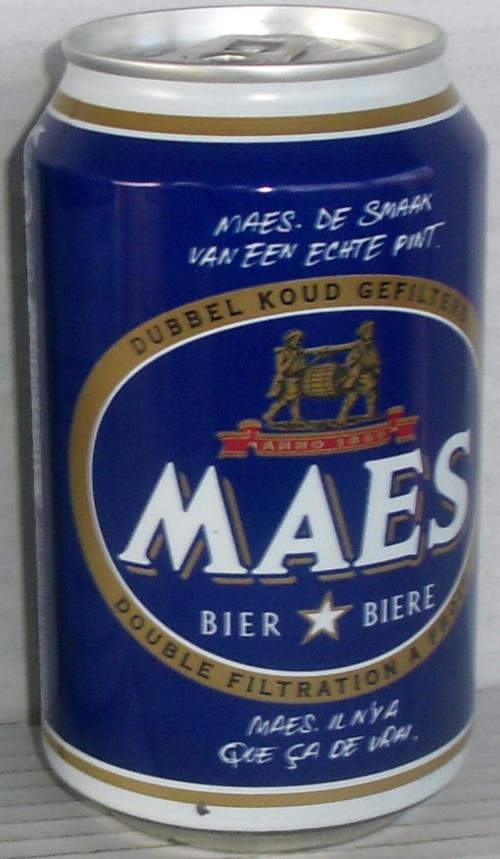 MAES. DE SMAAK
VAN EEN ECHTE PINT.
DUBBEL KOUD GEFILTERD
ANNO 1880
MAES
BIER BIERE
DOUBLE FILTRATION A FROID
MAES. IL N'Y A
QUE ÇA DE VRAI.